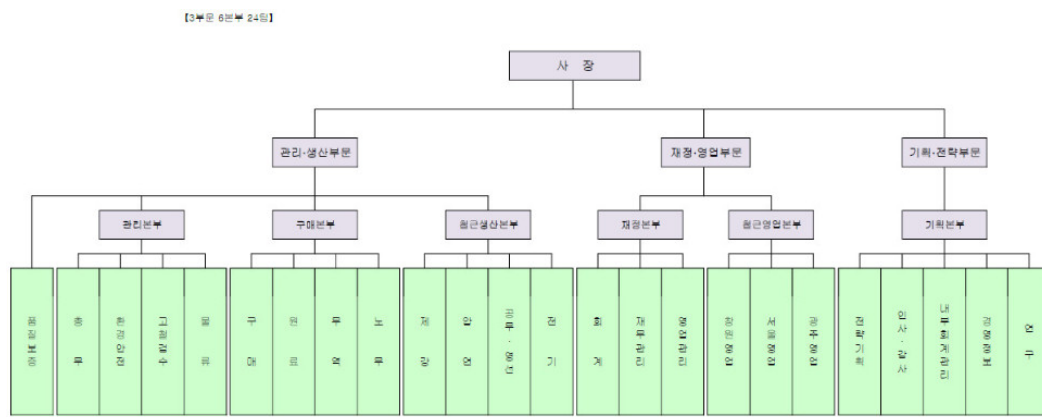 【3부문 6본부 24팀】
사 장
관리·생산부문
재정·영업부문
기획·전략부문
관리본부
구매본부
철근생산본부
재정본부
철근영업본부
기획본부
품질보증
총무
환경안전
고철검수
물류
구매
원료
무역
노무
제강
압연
공무·영선
전기
회계
재무관리
영업관리
창원영업
서울영업
광주영업
전략기획
인사·감사
내부회계관리
경영정보
연구